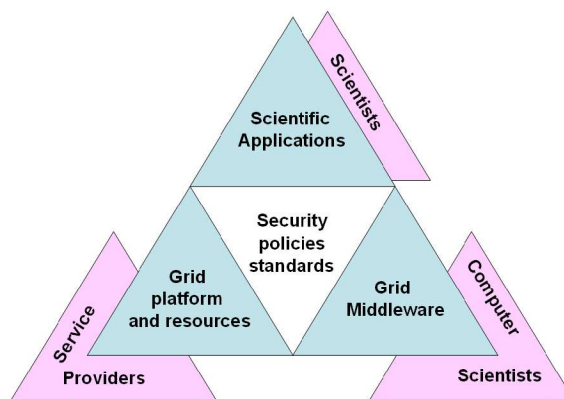 Scientists
Scientific
Applications
Security
policies
standards
Grid
platform
and resources
Grid
Middleware
Service
Providers
Computer
Scientists